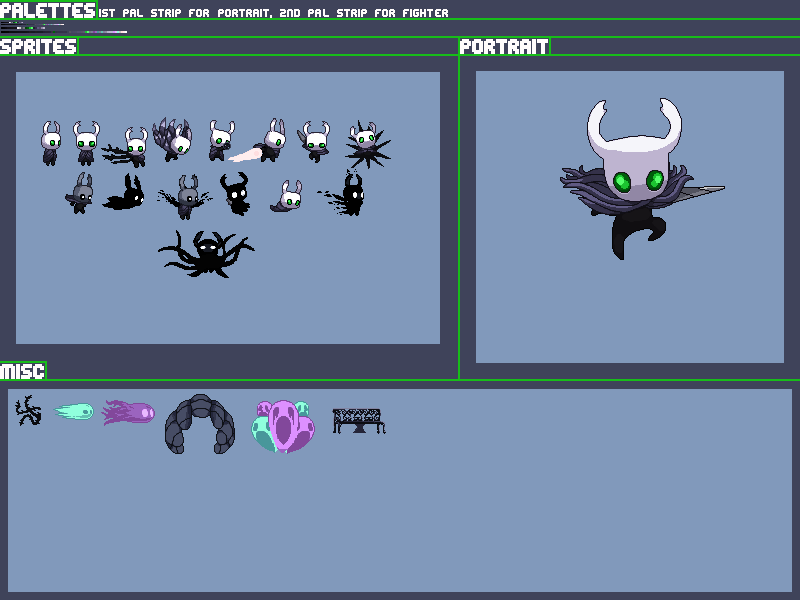 PALETTES 1ST PAL STRIP FOR PORTRAIT, 2ND PAL STRIP FOR FIGHTER
SPRITES
PORTRAIT
MISC